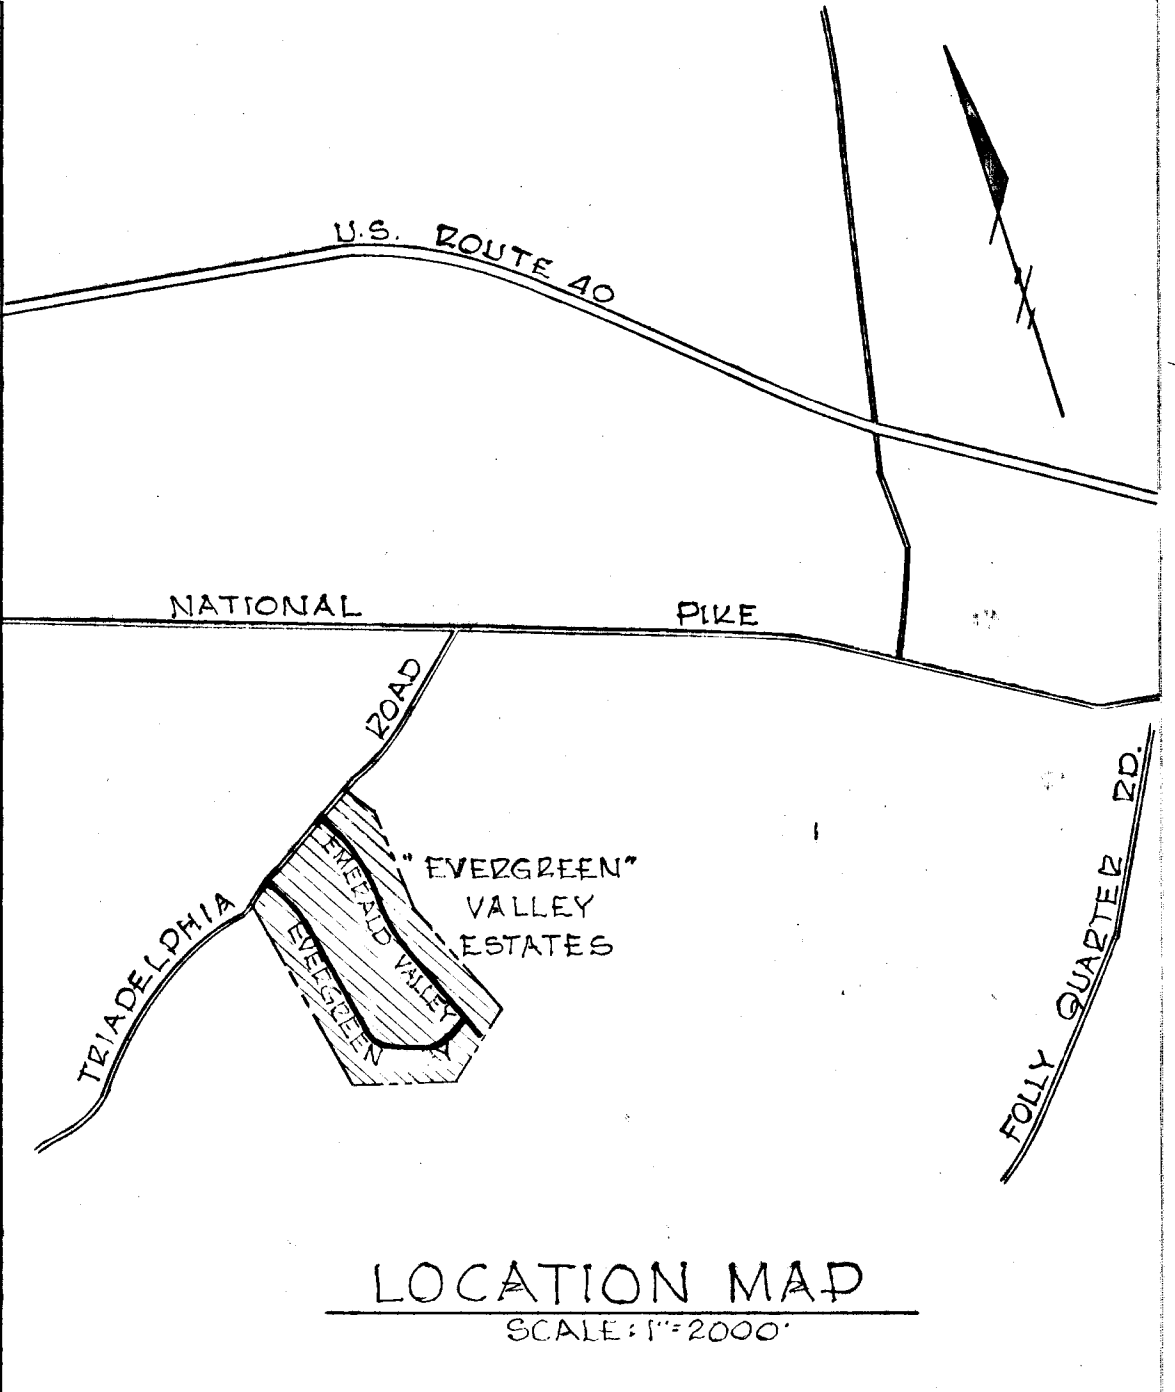 U.S. ROUTE 40
NATIONAL PIKE
TRIADELPHIA ROAD
"EVERGREEN"
VALLEY
ESTATES
EMERALD VALLEY
EVERGREEN
FOLLY QUARTER RD.
LOCATION MAP
SCALE: 1"=2000'